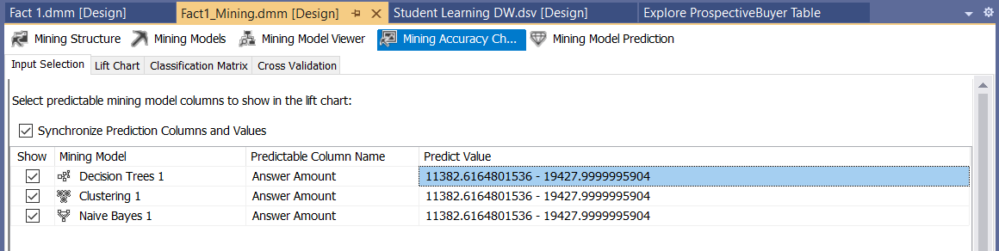 Fact 1.dmm [Design] Fact1_Mining.dmm [Design] Student Learning DW.dsv [Design] Explore ProspectiveBuyer Table
Mining Structure Mining Models Mining Model Viewer Mining Accuracy Ch... Mining Model Prediction
Input Selection Lift Chart Classification Matrix Cross Validation
Select predictable mining model columns to show in the lift chart:
Synchronize Prediction Columns and Values
Show Mining Model Predictable Column Name Predict Value
Decision Trees 1 Answer Amount 11382.6164801536 - 19427.9999995904
Clustering 1 Answer Amount 11382.6164801536 - 19427.9999995904
Naive Bayes 1 Answer Amount 11382.6164801536 - 19427.9999995904